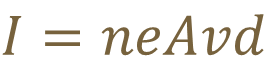 I = neAvd